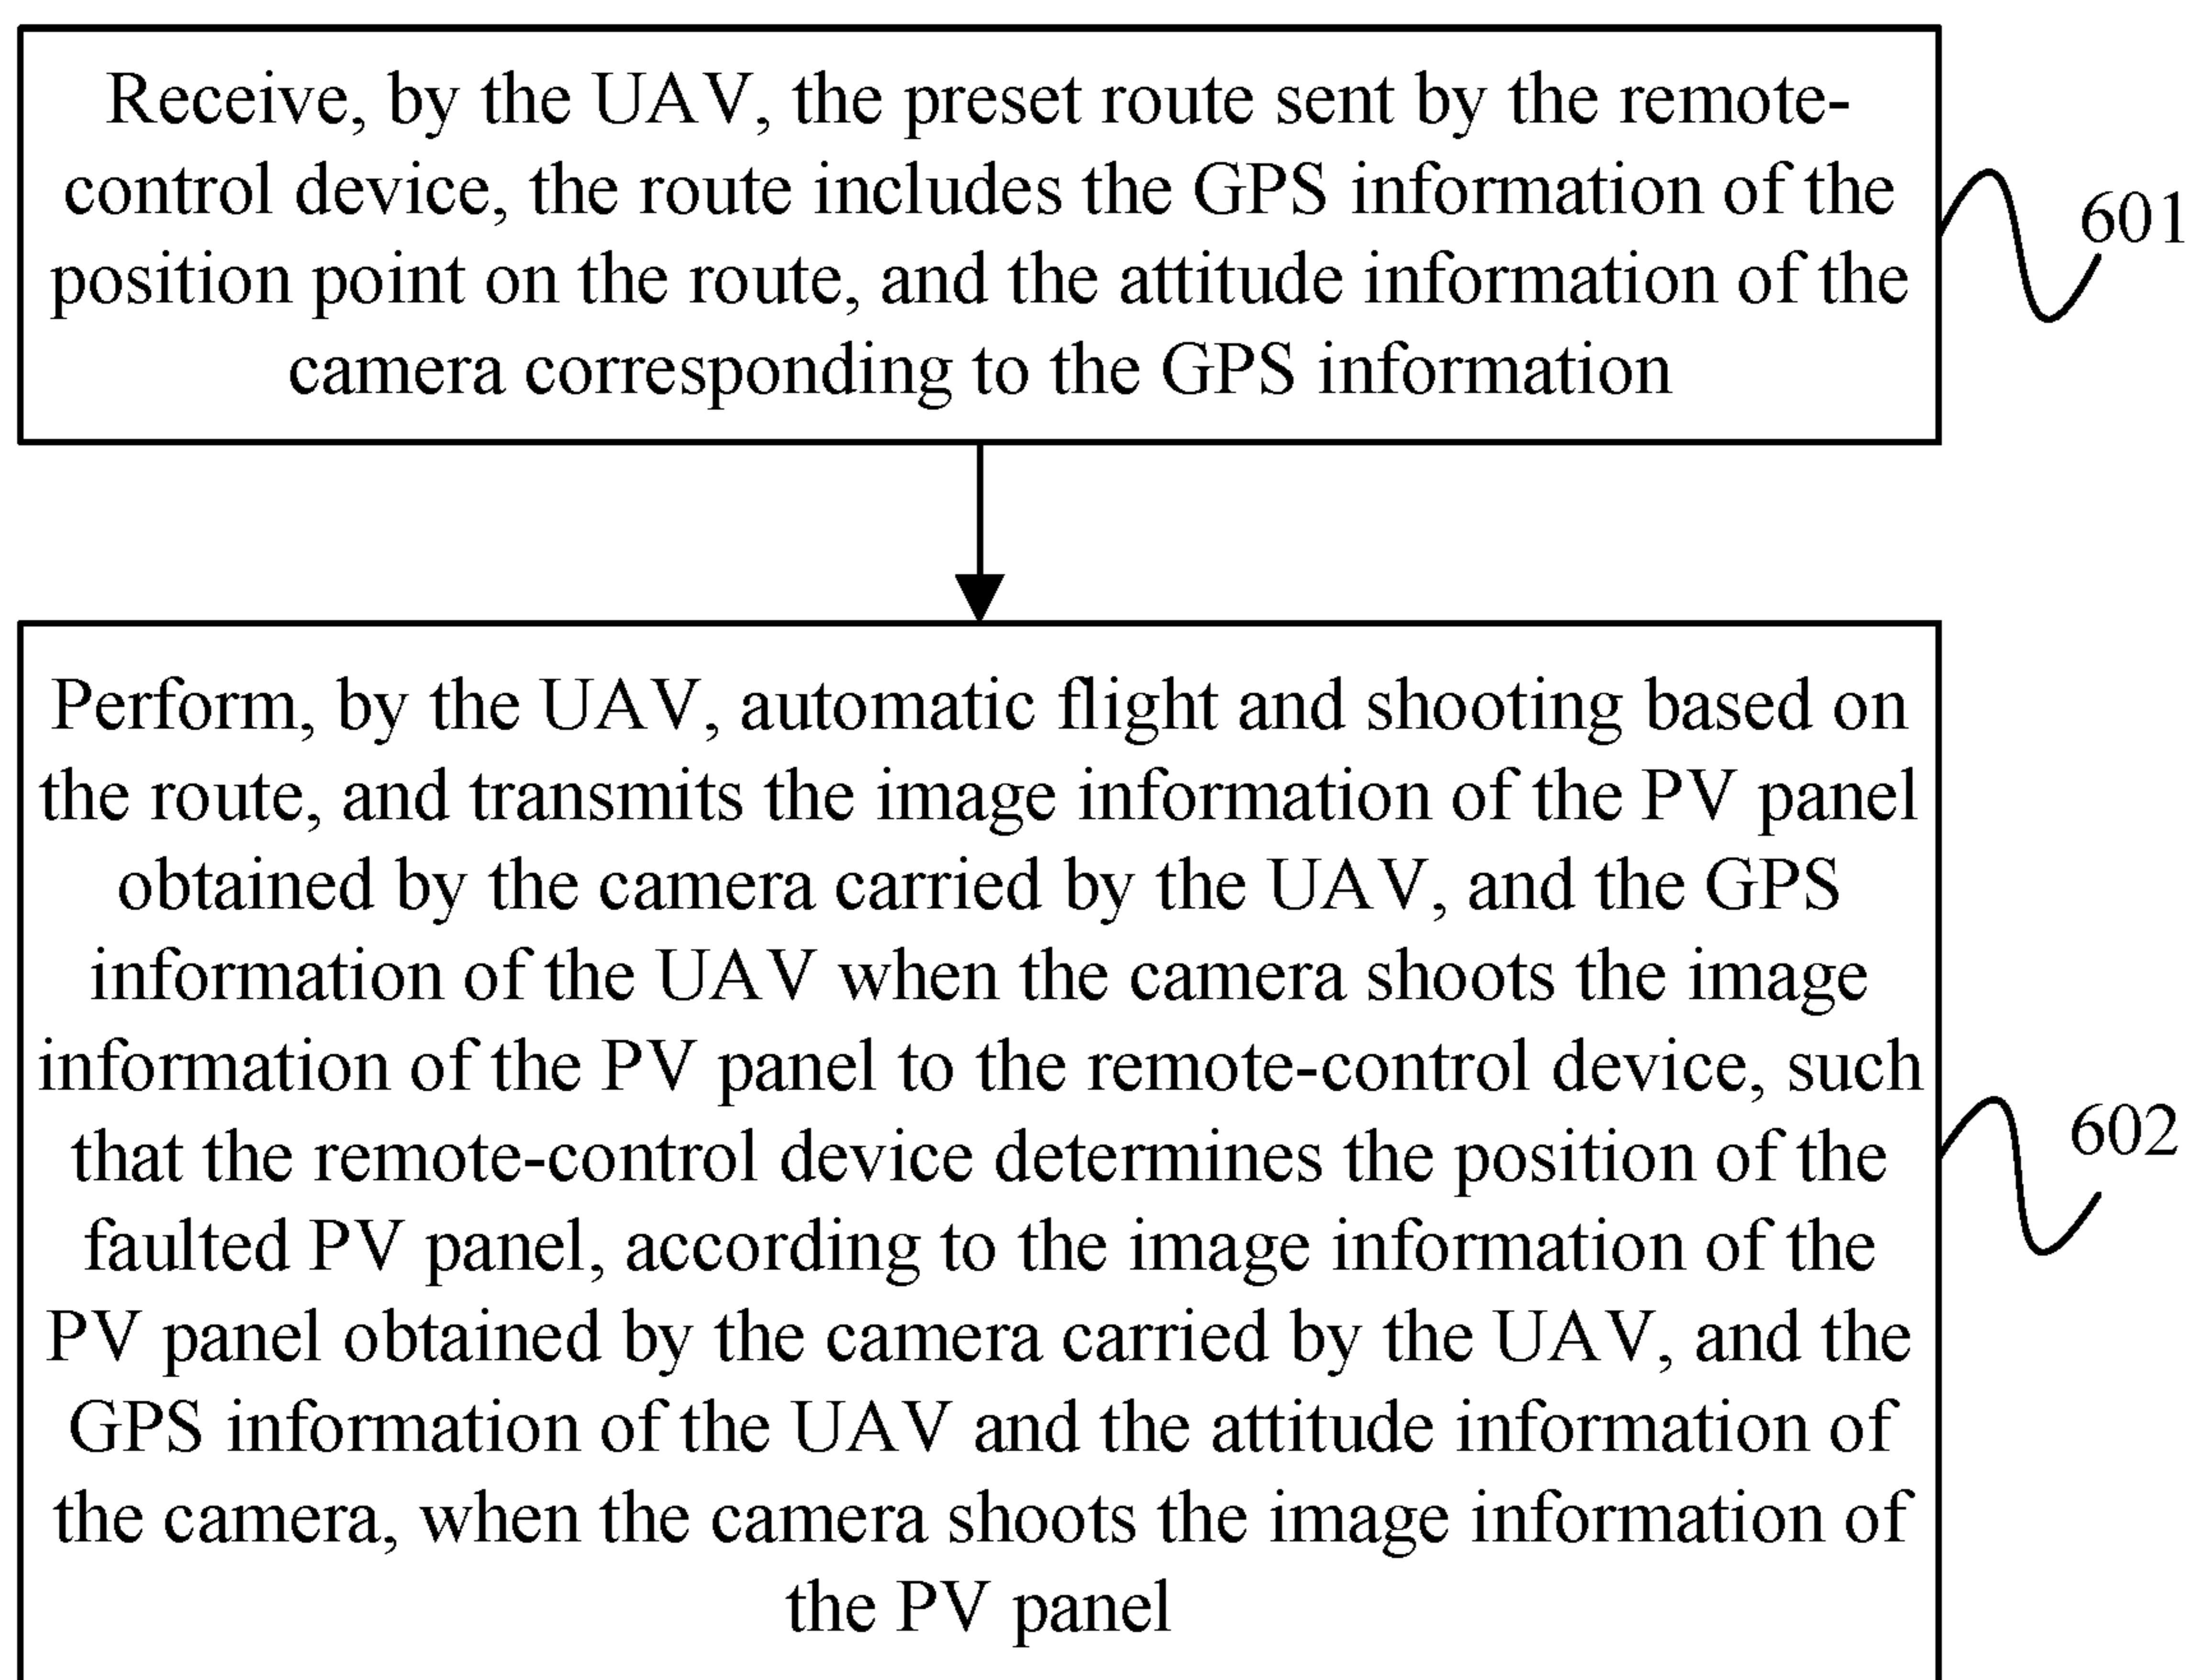 Receive, by the UAV, the preset route sent by the remote-
control device, the route includes the GPS information of the
position point on the route, and the attitude information of the
camera corresponding to the GPS information
601
Perform, by the UAV, automatic flight and shooting based on
the route, and transmits the image information of the PV panel
obtained by the camera carried by the UAV, and the GPS
information of the UAV when the camera shoots the image
information of the PV panel to the remote-control device, such
that the remote-control device determines the position of the
faulted PV panel, according to the image information of the
PV panel obtained by the camera carried by the UAV, and the
GPS information of the UAV and the attitude information of
the camera, when the camera shoots the image information of
the PV panel
602